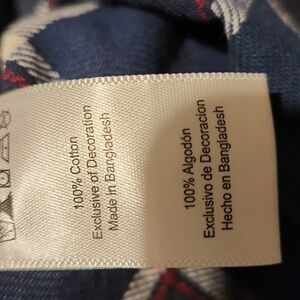 100% Cotton
Exclusive of Decoration
Made in Bangladesh
100% Algodón
Exclusivo de Decoracion
Hecho en Bangladesh